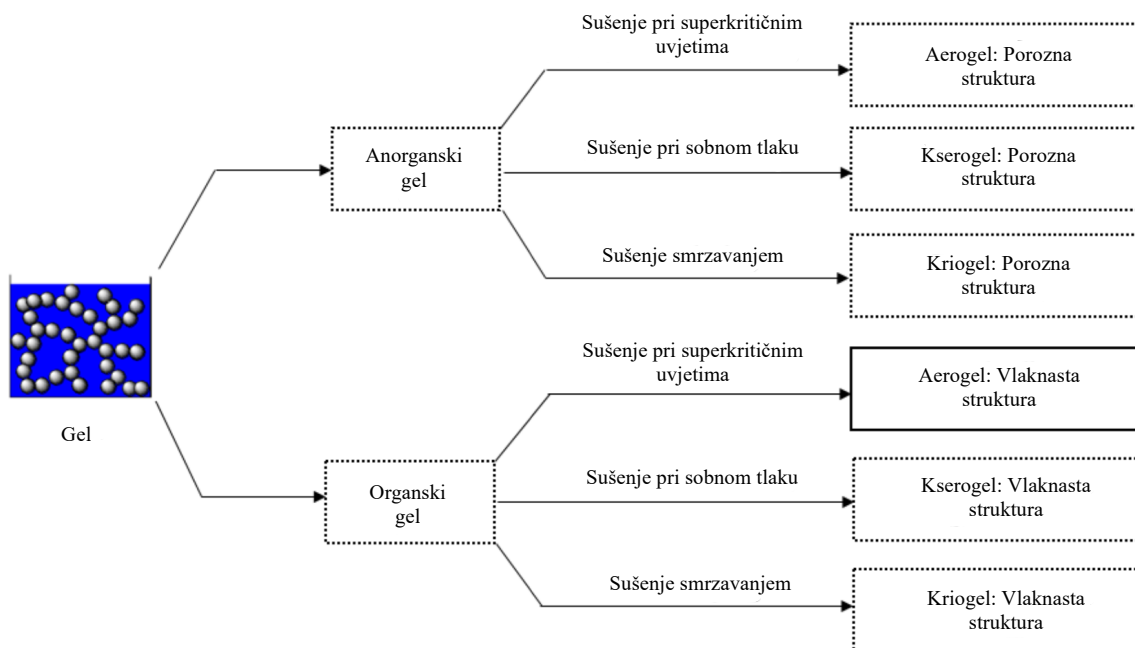 Sušenje pri superkritičnim
uvjetima
Aerogel: Porozna
struktura
Anorganski
gel
Sušenje pri sobnom tlaku
Kserogel: Porozna
struktura
Sušenje smrzavanjem
Kriogel: Porozna
struktura
Gel
Sušenje pri superkritičnim
uvjetima
Aerogel: Vlaknasta
struktura
Organski
gel
Sušenje pri sobnom tlaku
Kserogel: Vlaknasta
struktura
Sušenje smrzavanjem
Kriogel: Vlaknasta
struktura